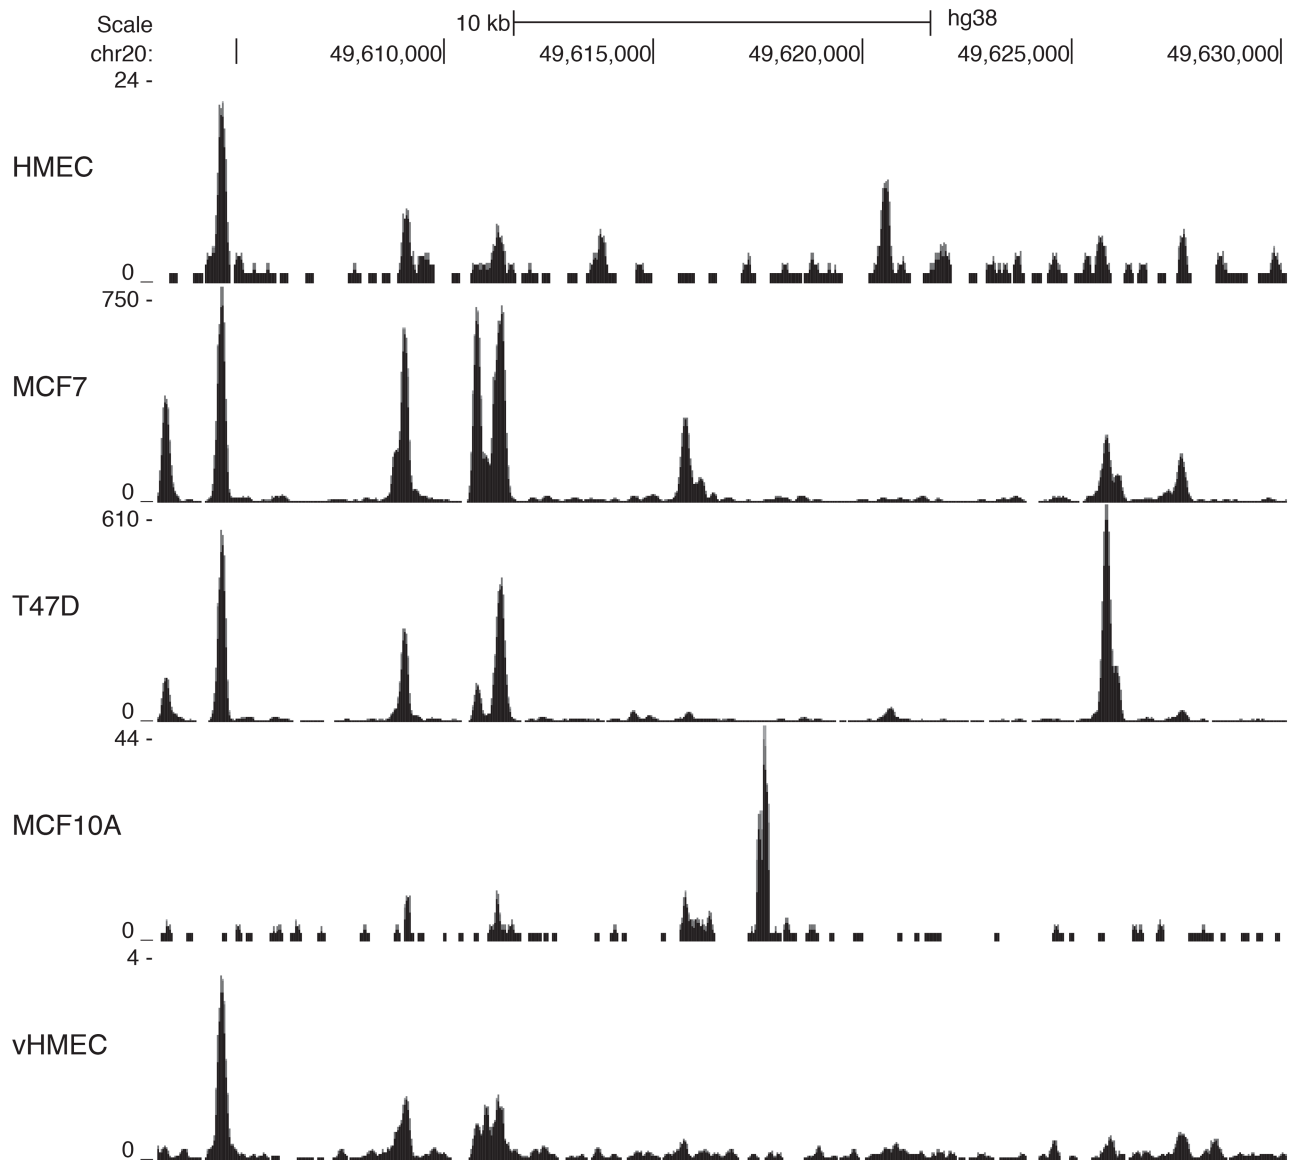 Scale 10 kb hg38
chr20: 49,610,000 49,615,000 49,620,000 49,625,000 49,630,000
24 -
HMEC
0 _
750 -
MCF7
0 _
610 -
T47D
0 _
44 -
MCF10A
0 _
4 -
vHMEC
0 _